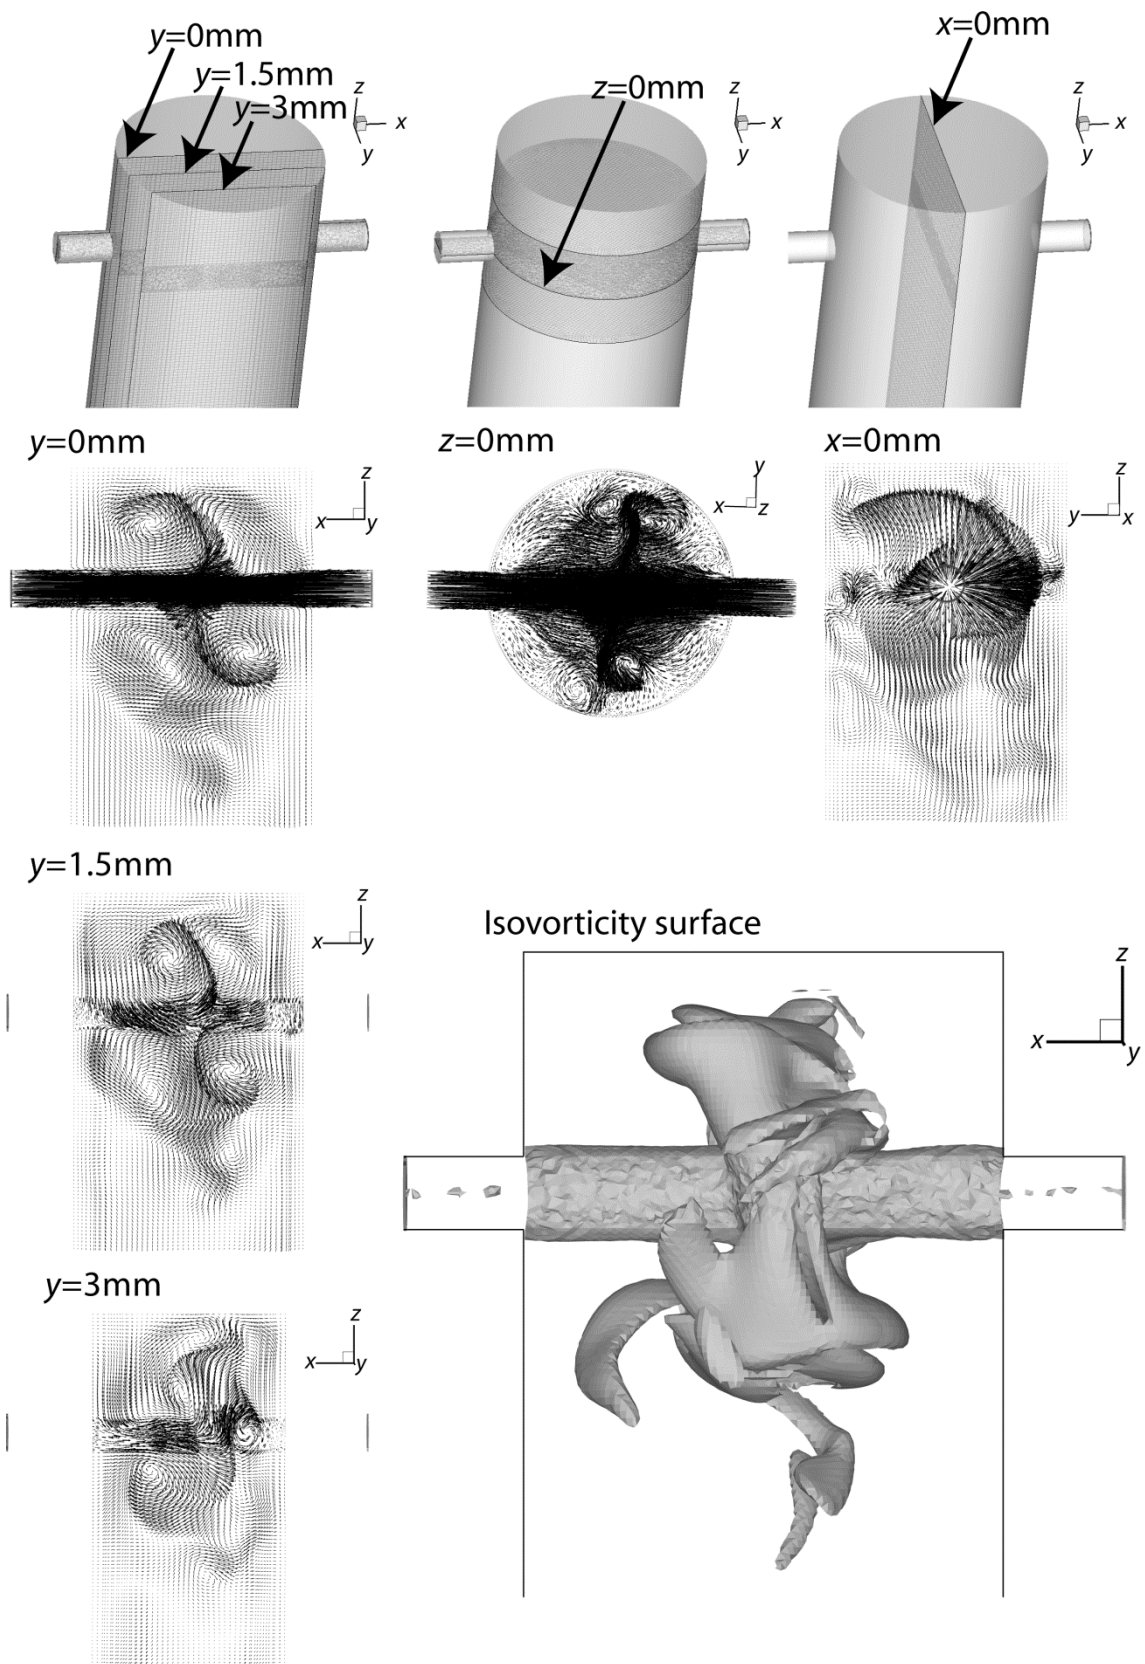 y=0mm
y=1.5mm
y=3mm
z
x
y
z=0mm
z
x
y
x=0mm
z
x
y
y=0mm
z
x
y
z=0mm
y
x
z
x=0mm
z
y
x
y=1.5mm
z
x
y
Isovorticity surface
z
x
y
y=3mm
z
x
y